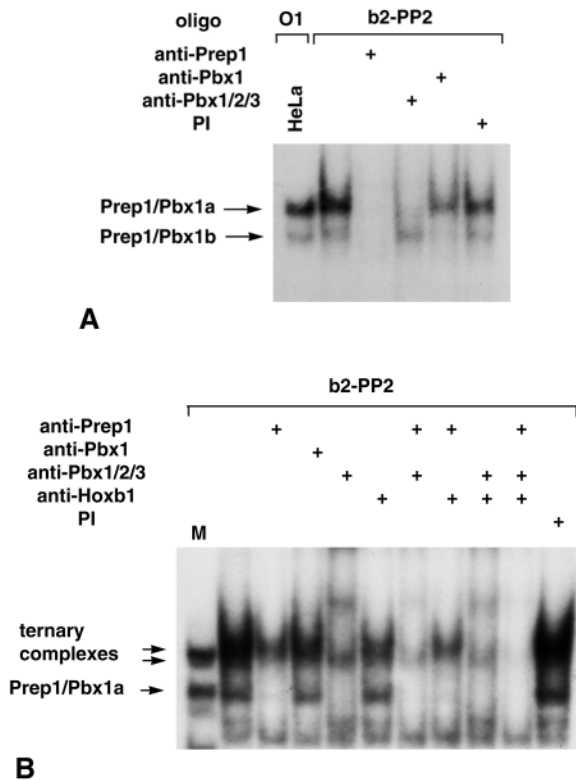 oligo O1 b2-PP2
anti-Prep1 +
anti-Pbx1 +
anti-Pbx1/2/3 +
PI +
HeLa
Prep1/Pbx1a
Prep1/Pbx1b
A
b2-PP2
anti-Prep1 + + + +
anti-Pbx1 +
anti-Pbx1/2/3 + + + +
anti-Hoxb1 + + + +
PI +
M
ternary
complexes
Prep1/Pbx1a
B